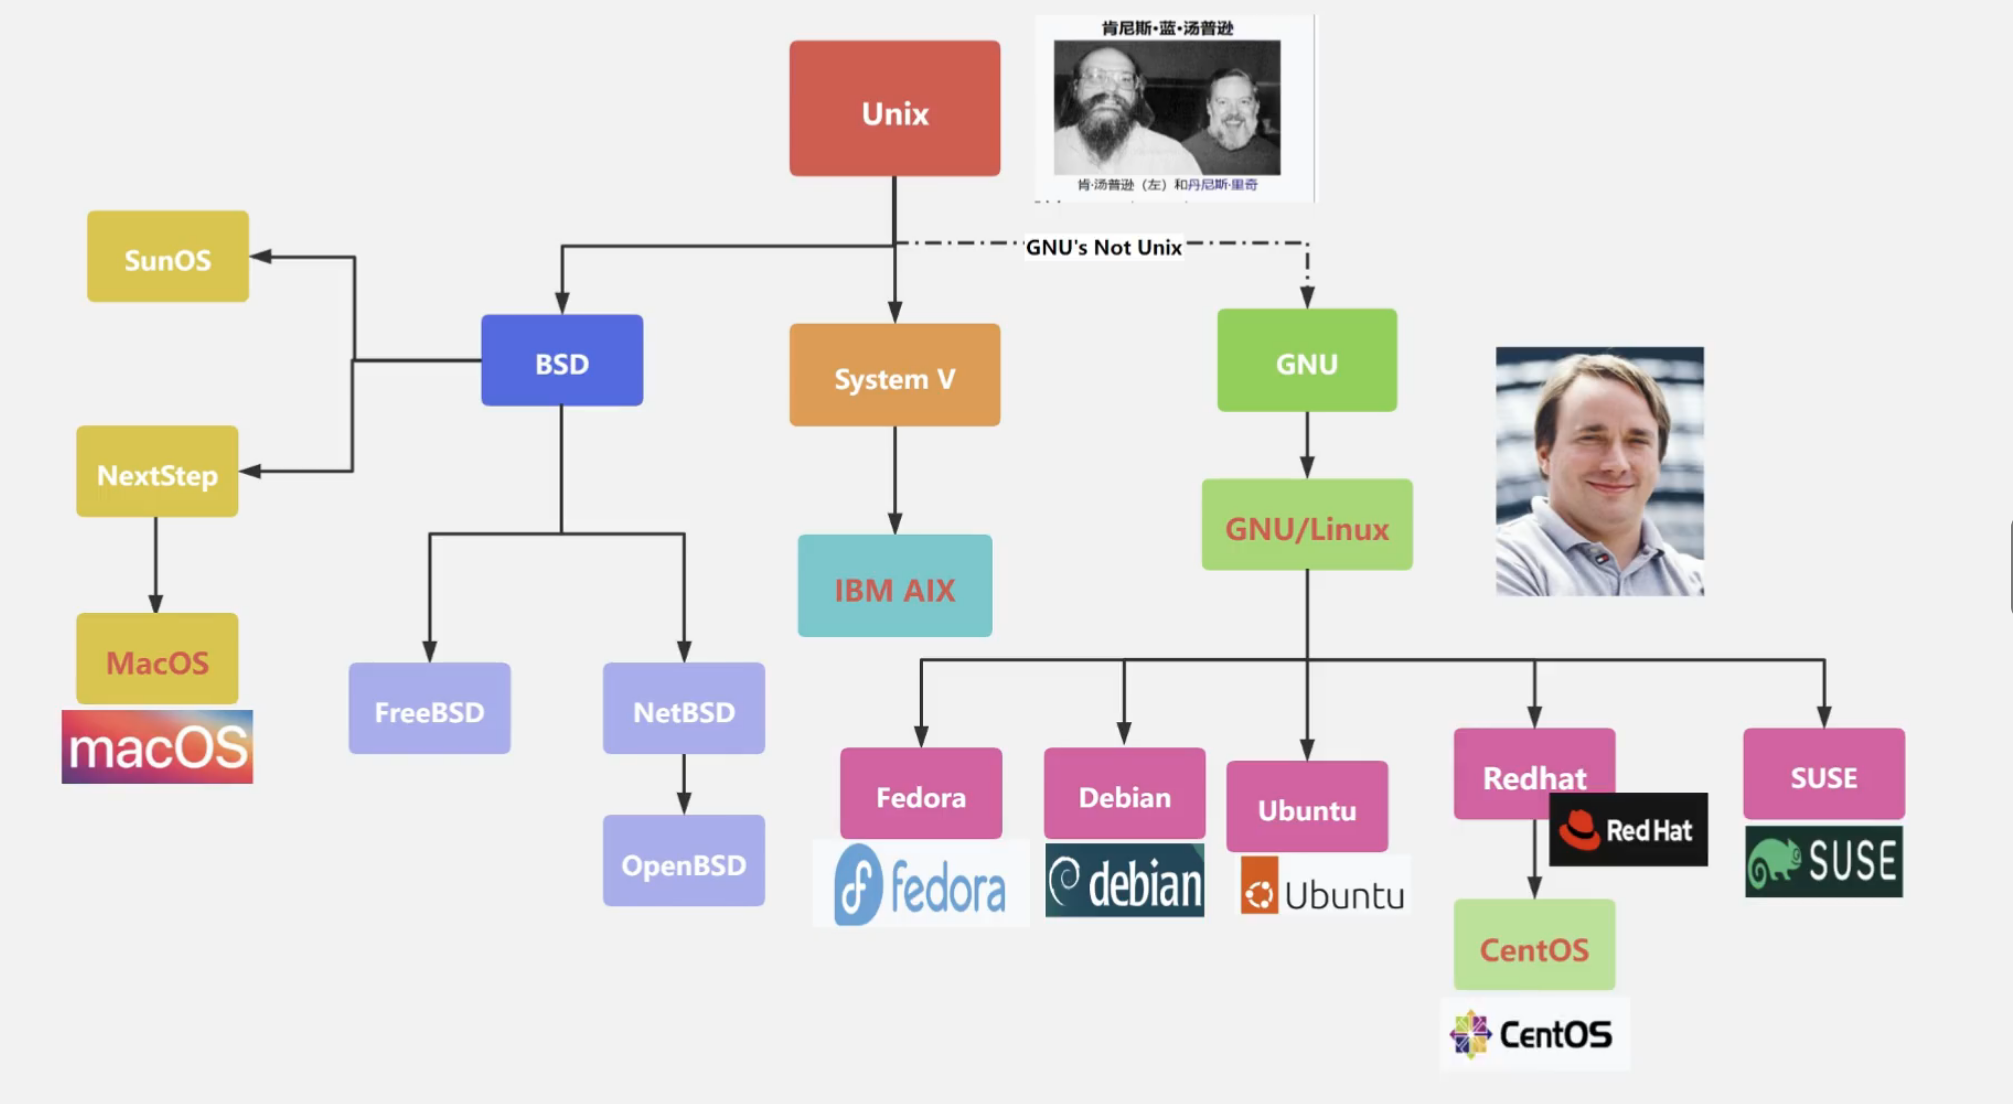 肯尼斯·蓝·汤普逊
Unix
肯·汤普逊（左）和丹尼斯·里奇
GNU's Not Unix
SunOS
BSD
System V
GNU
NextStep
GNU/Linux
IBM AIX
MacOS
macOS
FreeBSD
NetBSD
OpenBSD
Fedora
fedora
Debian
debian
Ubuntu
Ubuntu
Redhat
Red Hat
SUSE
SUSE
CentOS
CentOS